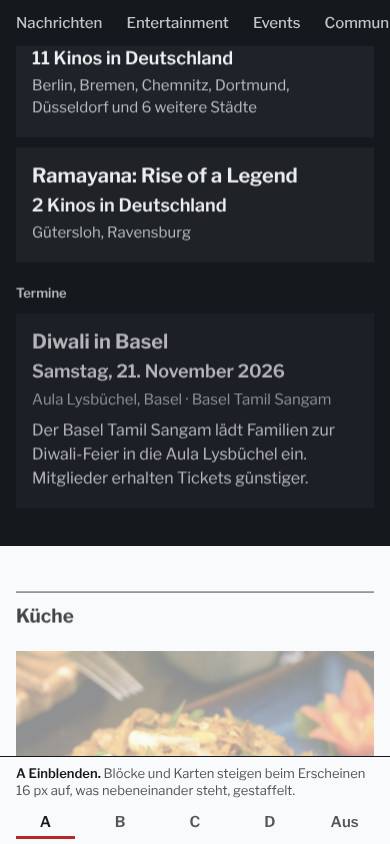 Nachrichten Entertainment Events Commun
11 Kinos in Deutschland
Berlin, Bremen, Chemnitz, Dortmund,
Düsseldorf und 6 weitere Städte
Ramayana: Rise of a Legend
2 Kinos in Deutschland
Gütersloh, Ravensburg
Termine
Diwali in Basel
Samstag, 21. November 2026
Aula Lysbüchel, Basel · Basel Tamil Sangam
Der Basel Tamil Sangam lädt Familien zur
Diwali-Feier in die Aula Lysbüchel ein.
Mitglieder erhalten Tickets günstiger.
Küche
A Einblenden. Blöcke und Karten steigen beim Erscheinen
16 px auf, was nebeneinander steht, gestaffelt.
A B C D Aus